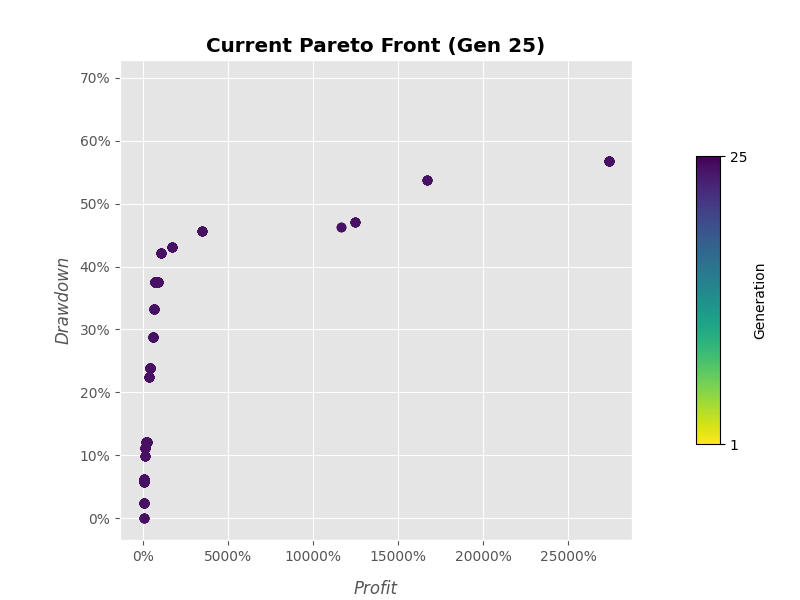 Current Pareto Front (Gen 25)
70%
60%
50%
40%
30%
20%
10%
0%
Drawdown
0% 5000% 10000% 15000% 20000% 25000%
Profit
25
1
Generation